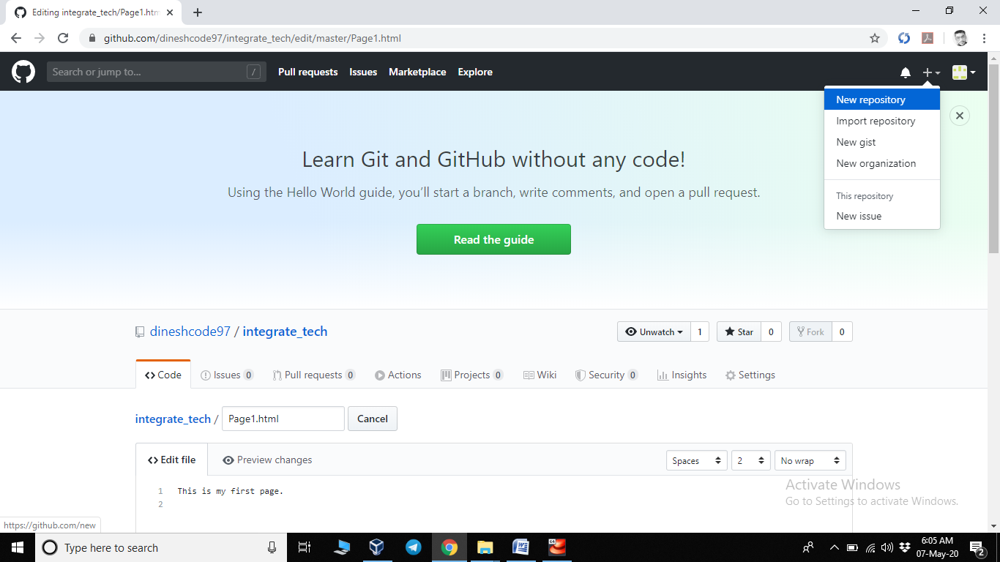 Editing integrate_tech/Page1.htm
github.com/dineshcode97/integrate_tech/edit/master/Page1.html
Search or jump to... /
Pull requests Issues Marketplace Explore
New repository
Import repository
New gist
New organization
This repository
New issue
Learn Git and GitHub without any code!
Using the Hello World guide, you’ll start a branch, write comments, and open a pull request.
Read the guide
dineshcode97 / integrate_tech
Unwatch 1 Star 0 Fork 0
Code Issues 0 Pull requests 0 Actions Projects 0 Wiki Security 0 Insights Settings
integrate_tech / Page1.html Cancel
Edit file Preview changes Spaces 2 No wrap
1 This is my first page.
2
Activate Windows
Go to Settings to activate Windows.
https://github.com/new
Type here to search
6:05 AM
07-May-20
2